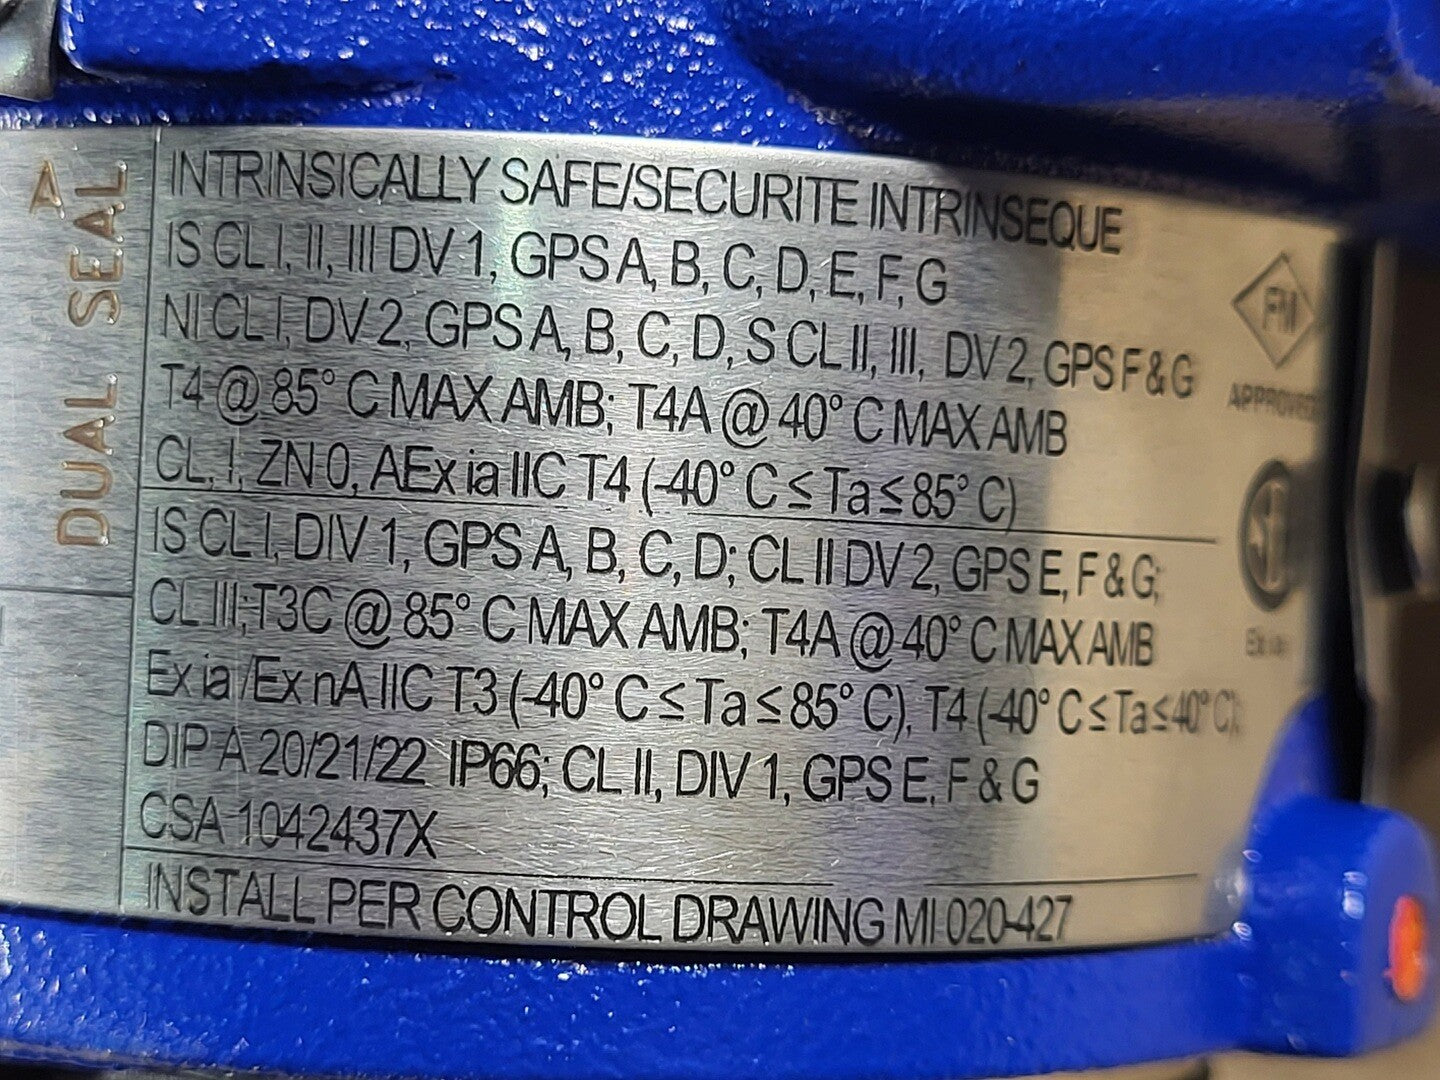 DUAL SEAL
INTRINSICALLY SAFE/SECURITE INTRINSEQUE
IS CL I, II, III DV 1, GPS A, B, C, D, E, F, G
NI CL I, DV 2, GPS A, B, C, D, S CL II, III, DV 2, GPS F & G
T4 @ 85° C MAX AMB; T4A @ 40° C MAX AMB
CL, I, ZN 0, AEx ia IIC T4 (-40° C ≤ Ta ≤ 85° C)
FM
APPROVED
IS CL I, DIV 1, GPS A, B, C, D; CL II DV 2, GPS E, F & G;
CL III; T3C @ 85° C MAX AMB; T4A @ 40° C MAX AMB
Ex ia /Ex nA IIC T3 (-40° C ≤ Ta ≤ 85° C), T4 (-40° C ≤ Ta ≤ 40° C);
DIP A 20/21/22 IP66; CL II, DIV 1, GPS E, F & G
CSA 1042437X
INSTALL PER CONTROL DRAWING MI 020-427